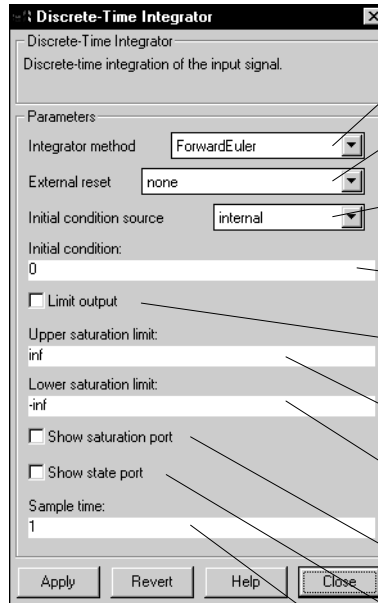 Discrete-Time Integrator
Discrete-Time Integrator
Discrete-time integration of the input signal.
Parameters
Integrator method ForwardEuler
External reset none
Initial condition source internal
Initial condition:
0
Limit output
Upper saturation limit:
inf
Lower saturation limit:
-inf
Show saturation port
Show state port
Sample time:
1
Apply Revert Help Close